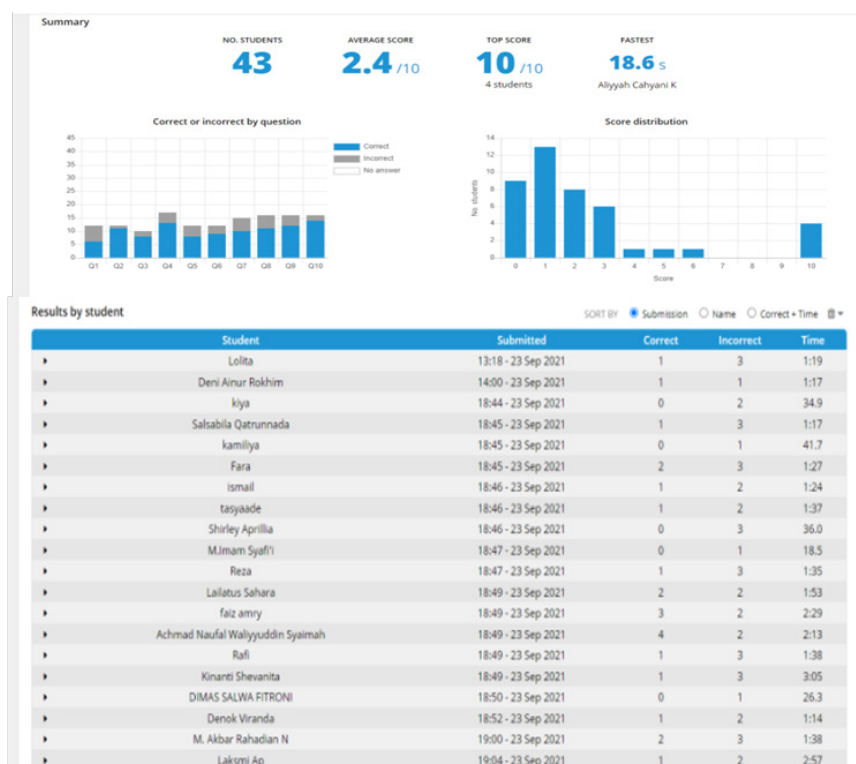 Summary
NO. STUDENTS AVERAGE SCORE TOP SCORE FASTEST
43 2.4 /10 10 /10 18.6 s
4 students Aliyyah Cahyani K
Correct or incorrect by question Score distribution
45
40
35
30
25
20
15
10
5
0
Q1 Q2 Q3 Q4 Q5 Q6 Q7 Q8 Q9 Q10
Correct
Incorrect
No answer
No. students
14
12
10
8
6
4
2
0
0 1 2 3 4 5 6 7 8 9 10
Score
Results by student SORT BY Submission Name Correct + Time
Student Submitted Correct Incorrect Time
Lolita 13:18 - 23 Sep 2021 1 3 1:19
Deni Ainur Rokhim 14:00 - 23 Sep 2021 1 1 1:17
kiya 18:44 - 23 Sep 2021 0 2 34.9
Salsabila Qatrunnada 18:45 - 23 Sep 2021 1 3 1:17
kamiliya 18:45 - 23 Sep 2021 0 1 41.7
Fara 18:45 - 23 Sep 2021 2 3 1:27
ismail 18:46 - 23 Sep 2021 1 2 1:24
tasyaade 18:46 - 23 Sep 2021 1 2 1:37
Shirley Aprillia 18:46 - 23 Sep 2021 0 3 36.0
M.Imam Syafi'i 18:47 - 23 Sep 2021 0 1 18.5
Reza 18:47 - 23 Sep 2021 1 3 1:35
Lailatus Sahara 18:49 - 23 Sep 2021 2 2 1:53
faiz amry 18:49 - 23 Sep 2021 3 2 2:29
Achmad Naufal Waliyyuddin Syaimah 18:49 - 23 Sep 2021 4 2 2:13
Rafi 18:49 - 23 Sep 2021 1 3 1:38
Kinanti Shevanita 18:49 - 23 Sep 2021 1 3 3:05
DIMAS SALWA FITRONI 18:50 - 23 Sep 2021 0 1 26.3
Denok Viranda 18:52 - 23 Sep 2021 1 2 1:14
M. Akbar Rahadian N 19:00 - 23 Sep 2021 2 3 1:38
Laksmi Ap 19:04 - 23 Sep 2021 1 2 2:57